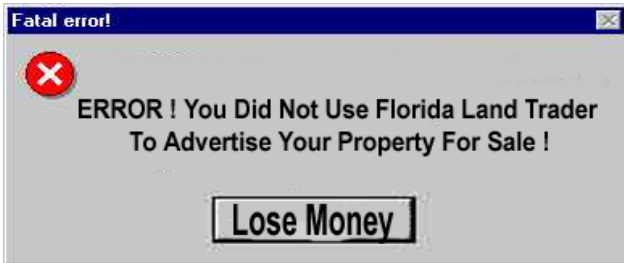 Fatal error!
ERROR ! You Did Not Use Florida Land Trader
To Advertise Your Property For Sale !
Lose Money